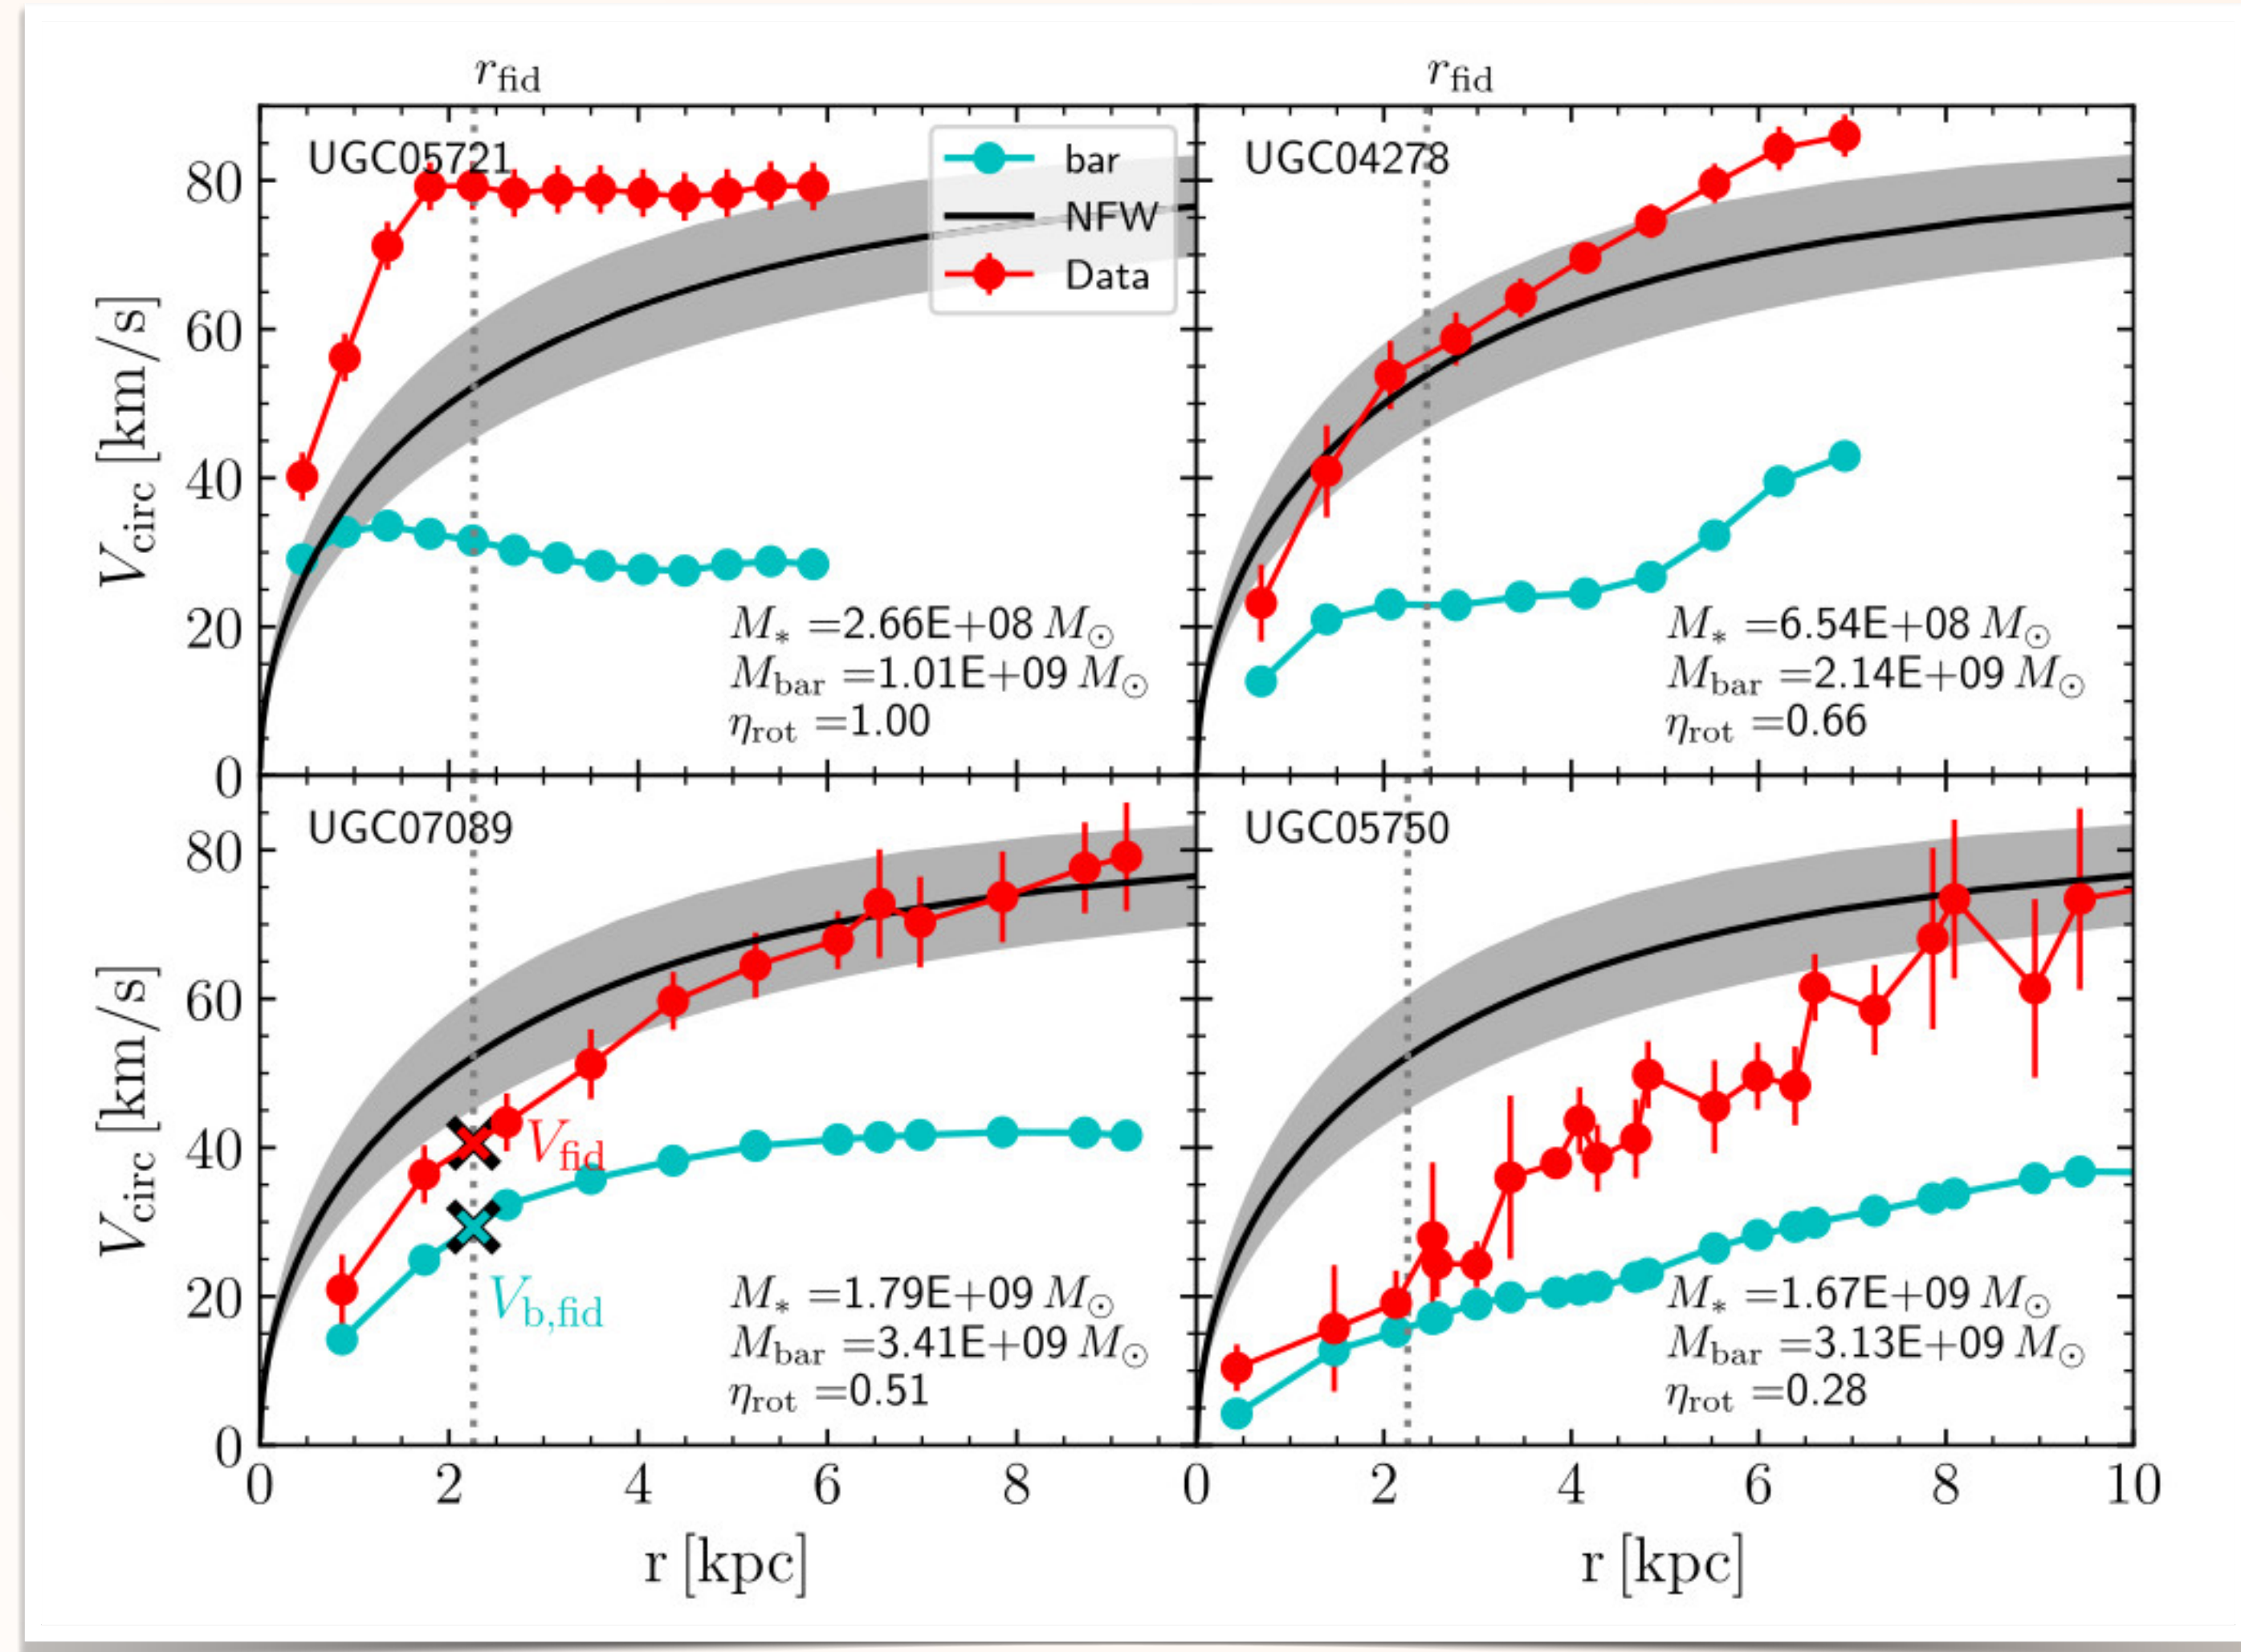 r_fid
r_fid
UGC05721
bar
NFW
Data
UGC04278
80
60
40
20
0
V_circ [km/s]
M_* =2.66E+08 M_⊙
M_bar =1.01E+09 M_⊙
η_rot =1.00
M_* =6.54E+08 M_⊙
M_bar =2.14E+09 M_⊙
η_rot =0.66
UGC07089
UGC05750
80
60
40
20
0
V_circ [km/s]
V_fid
V_b,fid
M_* =1.79E+09 M_⊙
M_bar =3.41E+09 M_⊙
η_rot =0.51
M_* =1.67E+09 M_⊙
M_bar =3.13E+09 M_⊙
η_rot =0.28
0 2 4 6 8 0 2 4 6 8 10
r [kpc]
r [kpc]